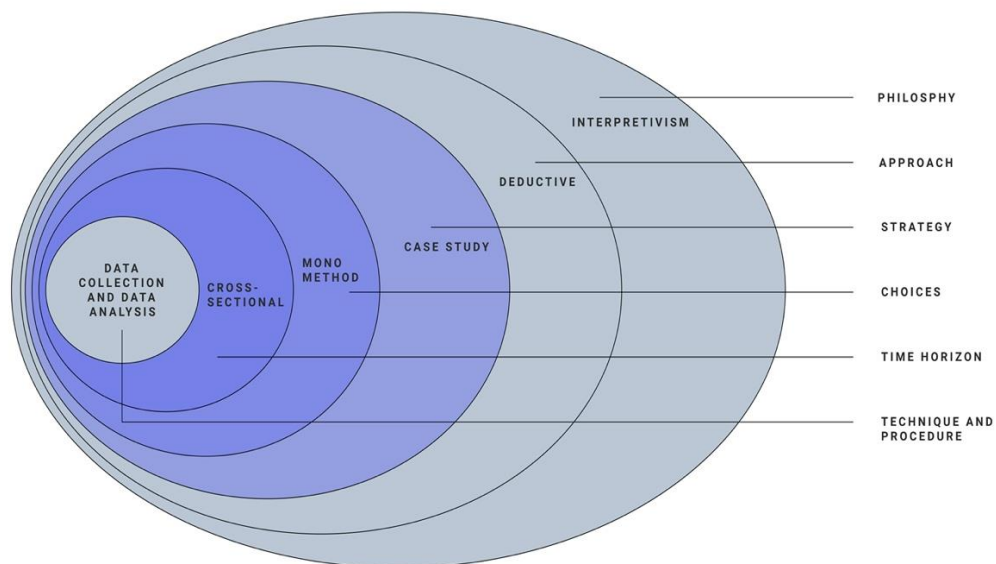 PHILOSPHY
INTERPRETIVISM
APPROACH
DEDUCTIVE
STRATEGY
CASE STUDY
MONO
METHOD
DATA
COLLECTION
AND DATA
ANALYSIS
CROSS-
SECTIONAL
CHOICES
TIME HORIZON
TECHNIQUE AND
PROCEDURE